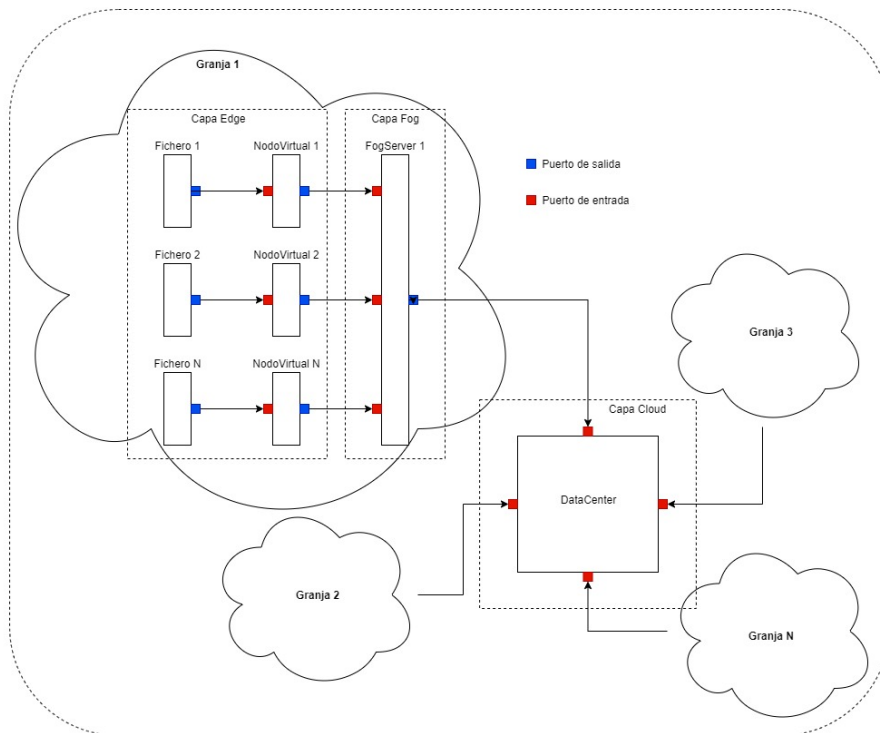 Granja 1
Capa Edge
Capa Fog
Fichero 1
NodoVirtual 1
FogServer 1
Puerto de salida
Puerto de entrada
Fichero 2
NodoVirtual 2
Granja 3
Fichero N
NodoVirtual N
Capa Cloud
DataCenter
Granja 2
Granja N